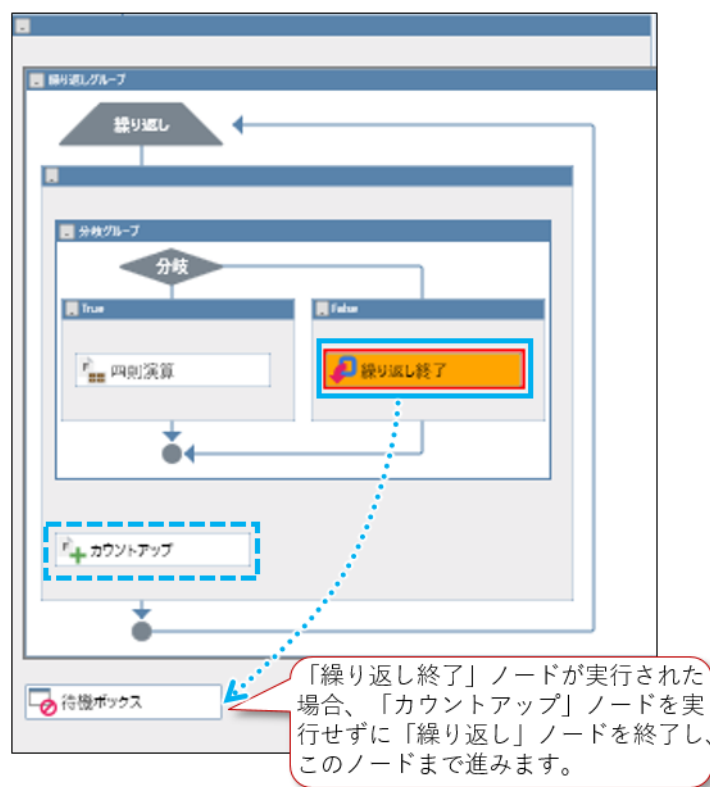 繰り返しグループ
繰り返し
分岐グループ
分岐
True
False
四則演算
繰り返し終了
カウントアップ
待機ボックス
「繰り返し終了」ノードが実行された
場合、「カウントアップ」ノードを実
行せずに「繰り返し」ノードを終了し、
このノードまで進みます。